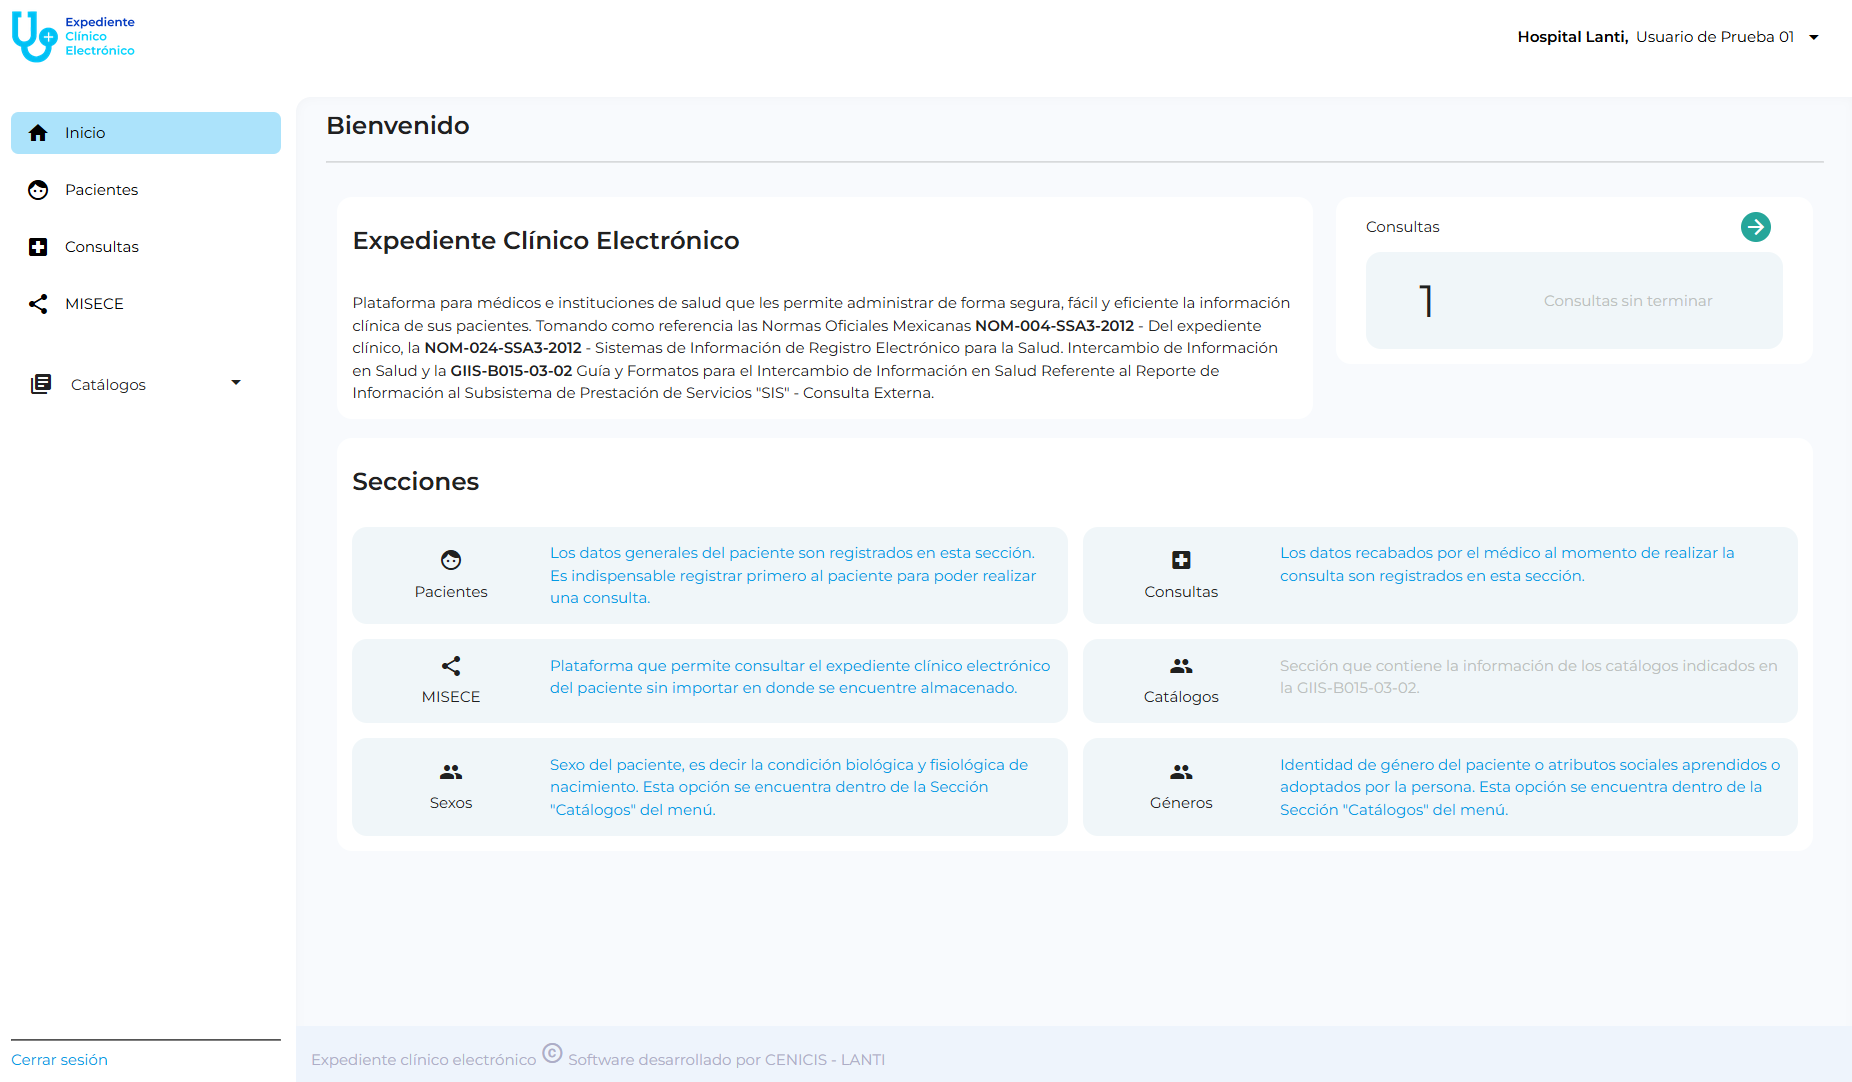 Expediente
Clínico
Electrónico
Hospital Lanti, Usuario de Prueba 01
Inicio
Pacientes
Consultas
MISECE
Catálogos
Cerrar sesión
Bienvenido
Expediente Clínico Electrónico
Plataforma para médicos e instituciones de salud que les permite administrar de forma segura, fácil y eficiente la información
clínica de sus pacientes. Tomando como referencia las Normas Oficiales Mexicanas NOM-004-SSA3-2012 - Del expediente
clínico, la NOM-024-SSA3-2012 - Sistemas de Información de Registro Electrónico para la Salud. Intercambio de Información
en Salud y la GIIS-B015-03-02 Guía y Formatos para el Intercambio de Información en Salud Referente al Reporte de
Información al Subsistema de Prestación de Servicios "SIS" - Consulta Externa.
Consultas
1 Consultas sin terminar
Secciones
Pacientes
Los datos generales del paciente son registrados en esta sección.
Es indispensable registrar primero al paciente para poder realizar
una consulta.
Consultas
Los datos recabados por el médico al momento de realizar la
consulta son registrados en esta sección.
MISECE
Plataforma que permite consultar el expediente clínico electrónico
del paciente sin importar en donde se encuentre almacenado.
Catálogos
Sección que contiene la información de los catálogos indicados en
la GIIS-B015-03-02.
Sexos
Sexo del paciente, es decir la condición biológica y fisiológica de
nacimiento. Esta opción se encuentra dentro de la Sección
"Catálogos" del menú.
Géneros
Identidad de género del paciente o atributos sociales aprendidos o
adoptados por la persona. Esta opción se encuentra dentro de la
Sección "Catálogos" del menú.
Expediente clínico electrónico © Software desarrollado por CENICIS - LANTI